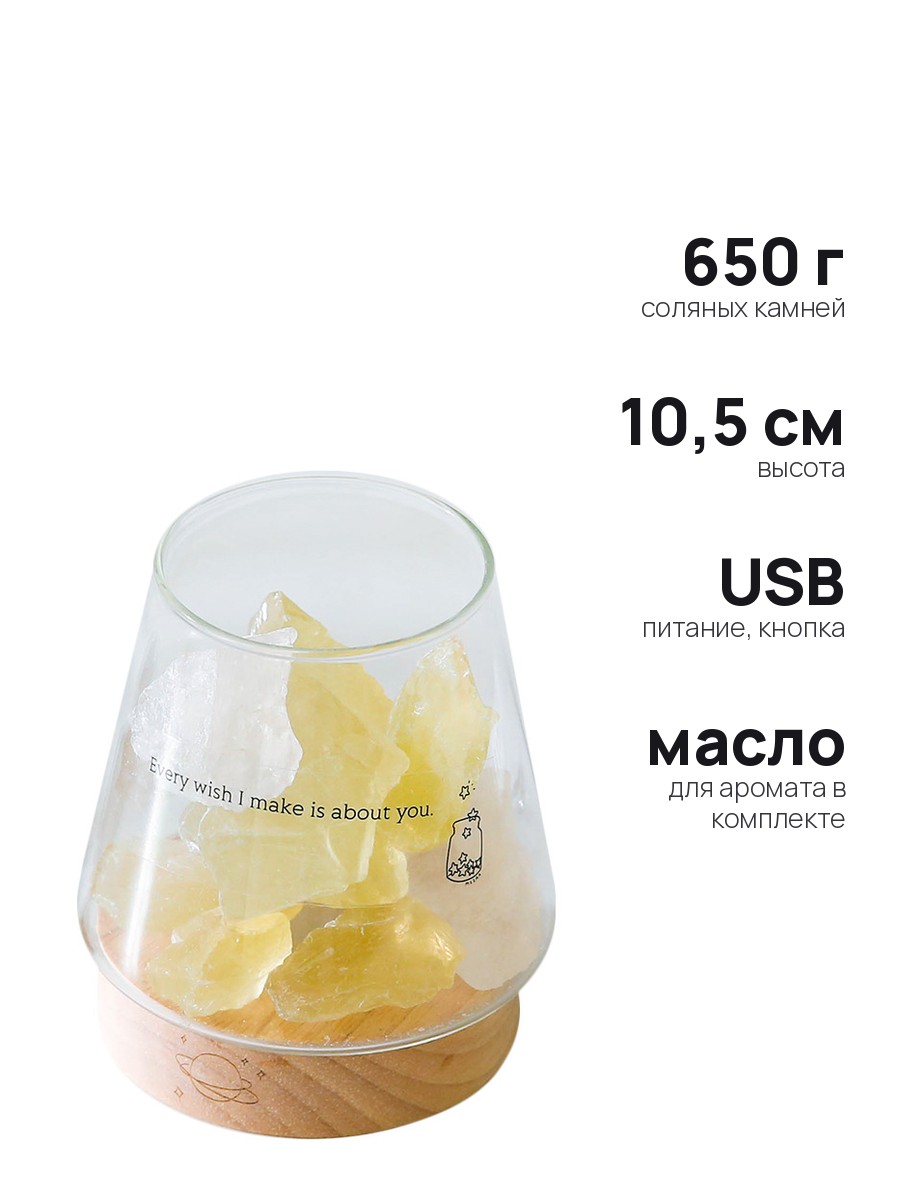 650 г
соляных камней
10,5 см
высота
USB
питание, кнопка
масло
для аромата в
комплекте
Every wish I make is about you.